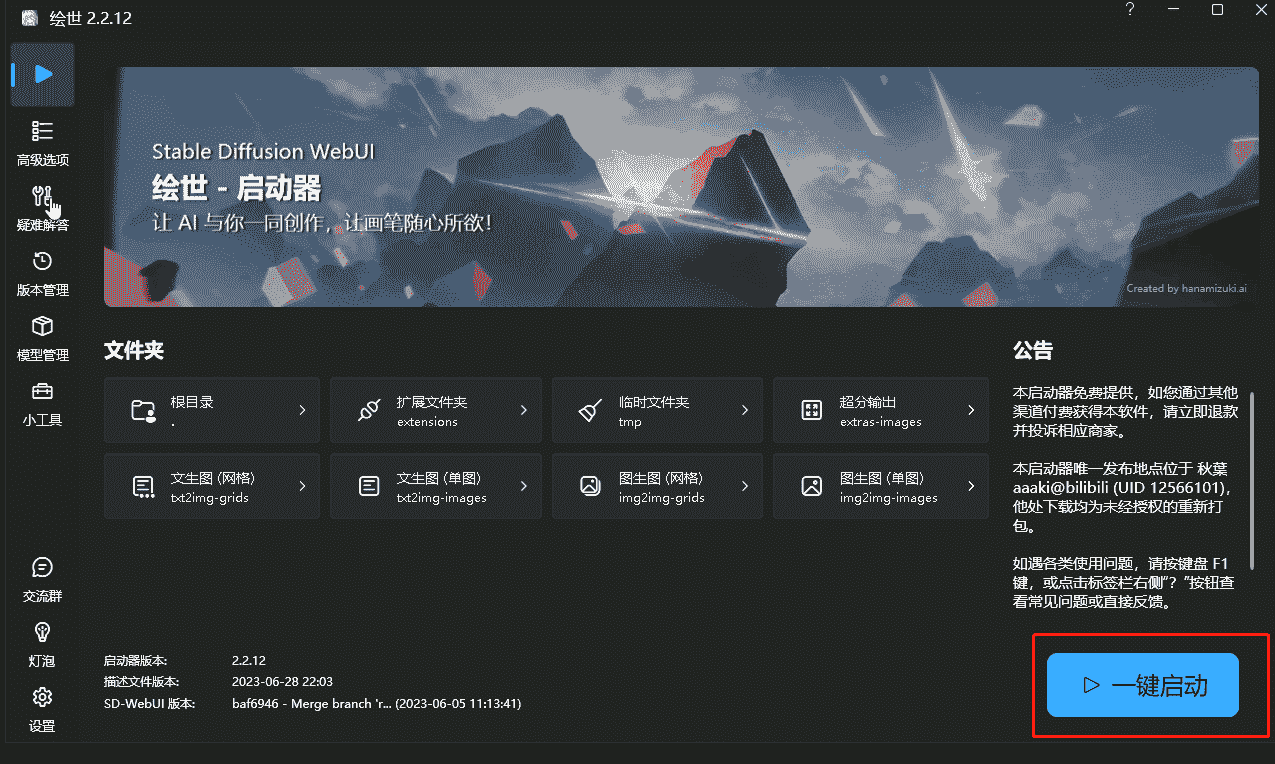 绘世 2.2.12
?
高级选项
疑难解答
版本管理
模型管理
小工具
交流群
灯泡
设置
Stable Diffusion WebUI
绘世 - 启动器
让 AI 与你一同创作，让画笔随心所欲！
Created by hanamizuki.ai
文件夹
根目录
.
扩展文件夹
extensions
临时文件夹
tmp
超分输出
extras-images
文生图 (网格)
txt2img-grids
文生图 (单图)
txt2img-images
图生图 (网格)
img2img-grids
图生图 (单图)
img2img-images
公告
本启动器免费提供，如您通过其他
渠道付费获得本软件，请立即退款
并投诉相应商家。
本启动器唯一发布地点位于 秋葉
aaaki@bilibili (UID 12566101)，
他处下载均为未经授权的重新打
包。
如遇各类使用问题，请按键盘 F1
键，或点击标签栏右侧“？”按钮查
看常见问题或直接反馈。
启动器版本: 2.2.12
描述文件版本: 2023-06-28 22:03
SD-WebUI 版本: baf6946 - Merge branch 'r... (2023-06-05 11:13:41)
一键启动